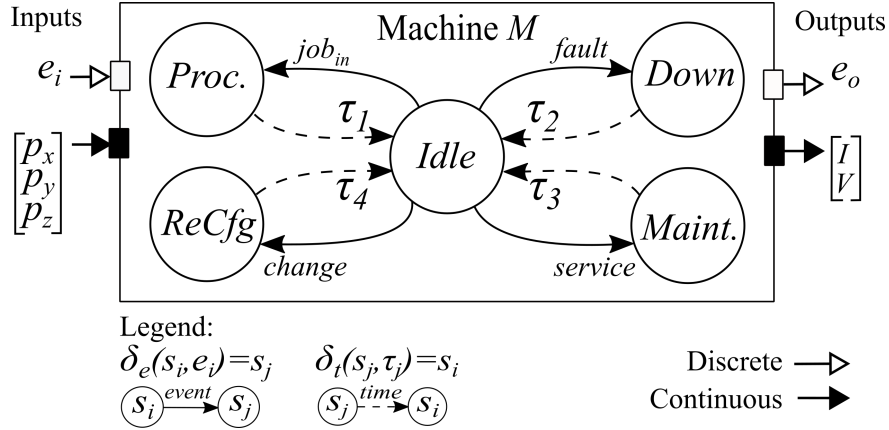 Inputs
Machine M
Outputs
e_i
Proc.
job_in
fault
Down
e_o
τ_1
τ_2
p_x
p_y
p_z
Idle
I
V
τ_4
τ_3
ReCfg
Maint.
change
service
Legend:
δ_e(s_i,e_i)=s_j
δ_t(s_j,τ_j)=s_i
Discrete
s_i event s_j
s_j time s_i
Continuous